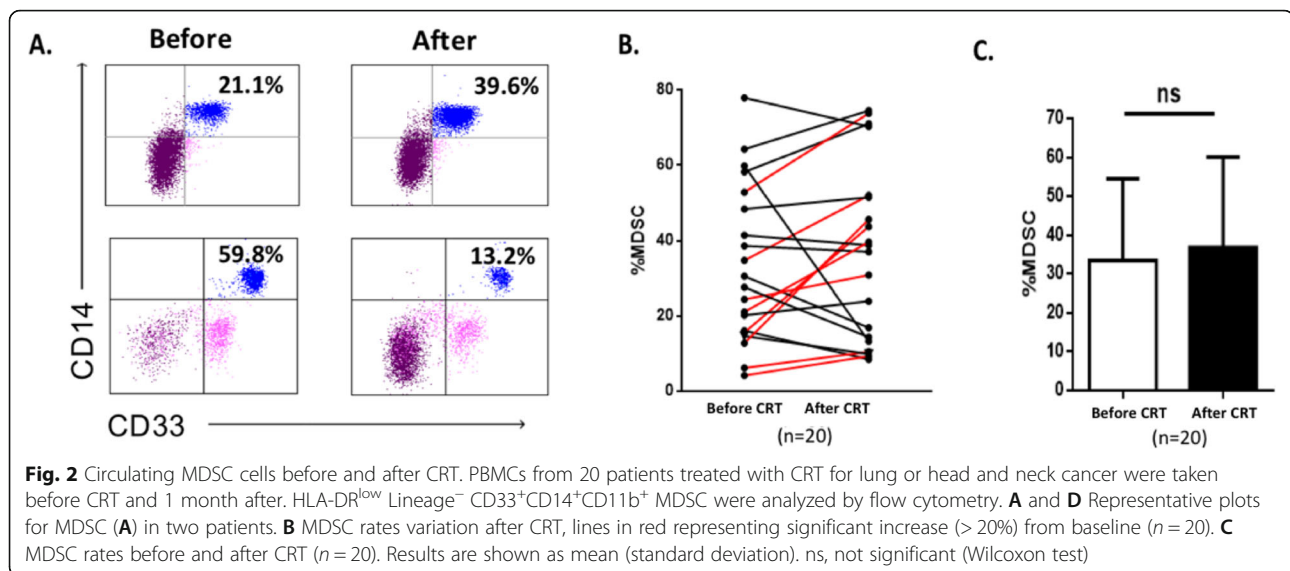 A.
Before
After
21.1%
39.6%
59.8%
13.2%
CD14
CD33
B.
%MDSC
80
60
40
20
0
Before CRT After CRT
(n=20)
C.
ns
%MDSC
70
60
50
40
30
20
10
0
Before CRT After CRT
(n=20)
Fig. 2 Circulating MDSC cells before and after CRT. PBMCs from 20 patients treated with CRT for lung or head and neck cancer were taken
before CRT and 1 month after. HLA-DRlow Lineage− CD33+CD14+CD11b+ MDSC were analyzed by flow cytometry. A and D Representative plots
for MDSC (A) in two patients. B MDSC rates variation after CRT, lines in red representing significant increase (> 20%) from baseline (n = 20). C
MDSC rates before and after CRT (n = 20). Results are shown as mean (standard deviation). ns, not significant (Wilcoxon test)